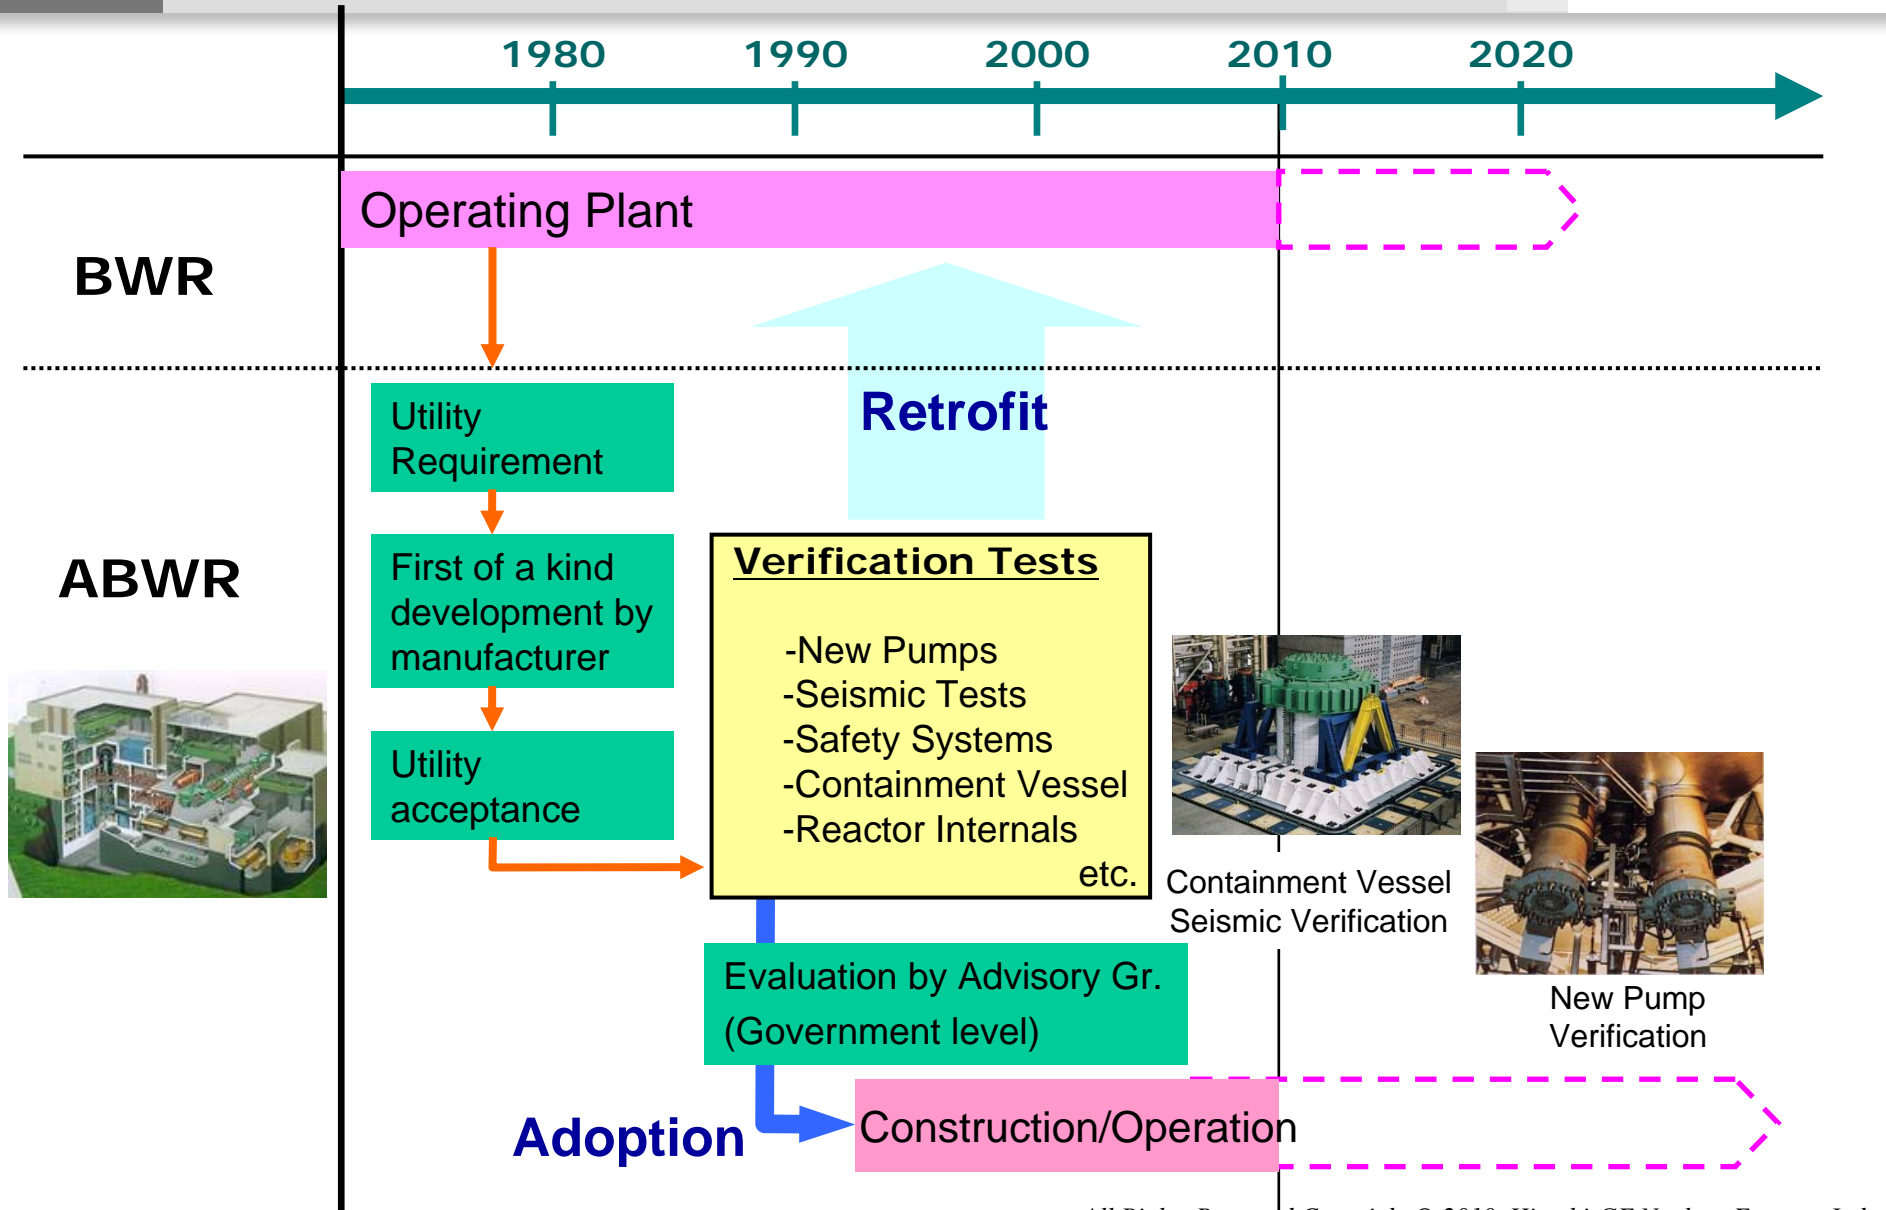 1980 1990 2000 2010 2020
Operating Plant
BWR
Retrofit
Utility
Requirement
ABWR
First of a kind
development by
manufacturer
Utility
acceptance
Verification Tests
-New Pumps
-Seismic Tests
-Safety Systems
-Containment Vessel
-Reactor Internals
etc.
Containment Vessel
Seismic Verification
New Pump
Verification
Evaluation by Advisory Gr.
(Government level)
Adoption
Construction/Operation